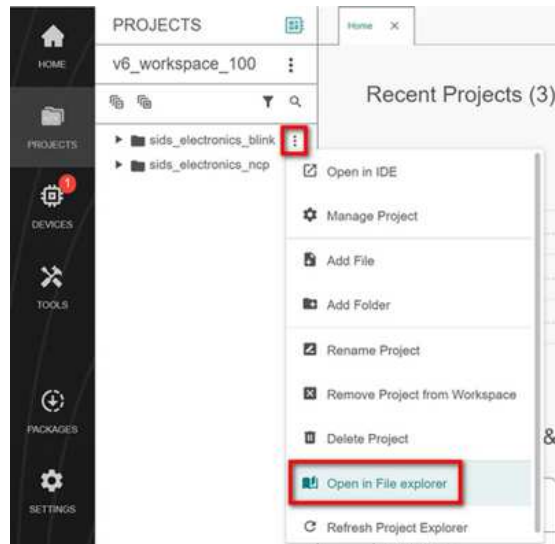 HOME
PROJECTS
1
DEVICES
TOOLS
PACKAGES
SETTINGS
PROJECTS
v6_workspace_100
sids_electronics_blink
sids_electronics_ncp
Home
Recent Projects (3)
Open in IDE
Manage Project
Add File
Add Folder
Rename Project
Remove Project from Workspace
Delete Project
Open in File explorer
Refresh Project Explorer
&